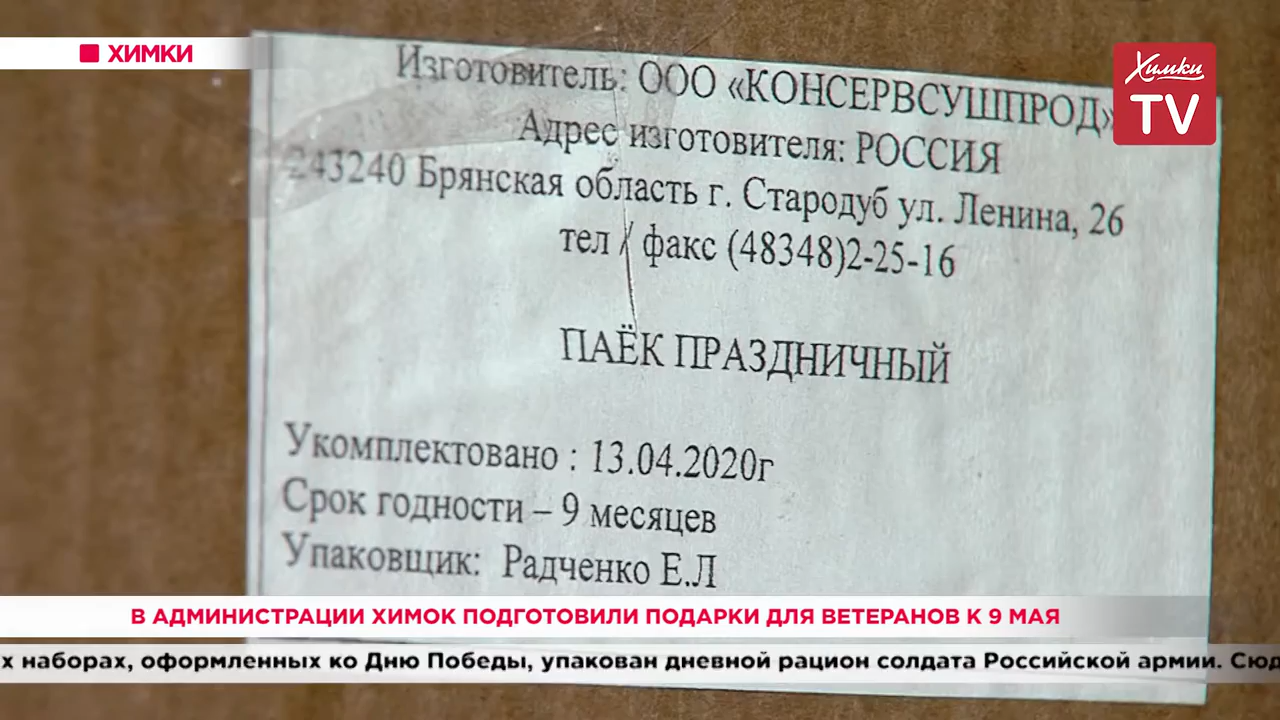 ХИМКИ
Химки
TV
Изготовитель: ООО «КОНСЕРВСУШПРОД»
Адрес изготовителя: РОССИЯ
243240 Брянская область г. Стародуб ул. Ленина, 26
тел / факс (48348)2-25-16
ПАЁК ПРАЗДНИЧНЫЙ
Укомплектовано : 13.04.2020г
Срок годности – 9 месяцев
Упаковщик: Радченко Е.Л
В АДМИНИСТРАЦИИ ХИМОК ПОДГОТОВИЛИ ПОДАРКИ ДЛЯ ВЕТЕРАНОВ К 9 МАЯ
х наборах, оформленных ко Дню Победы, упакован дневной рацион солдата Российской армии. Сюд